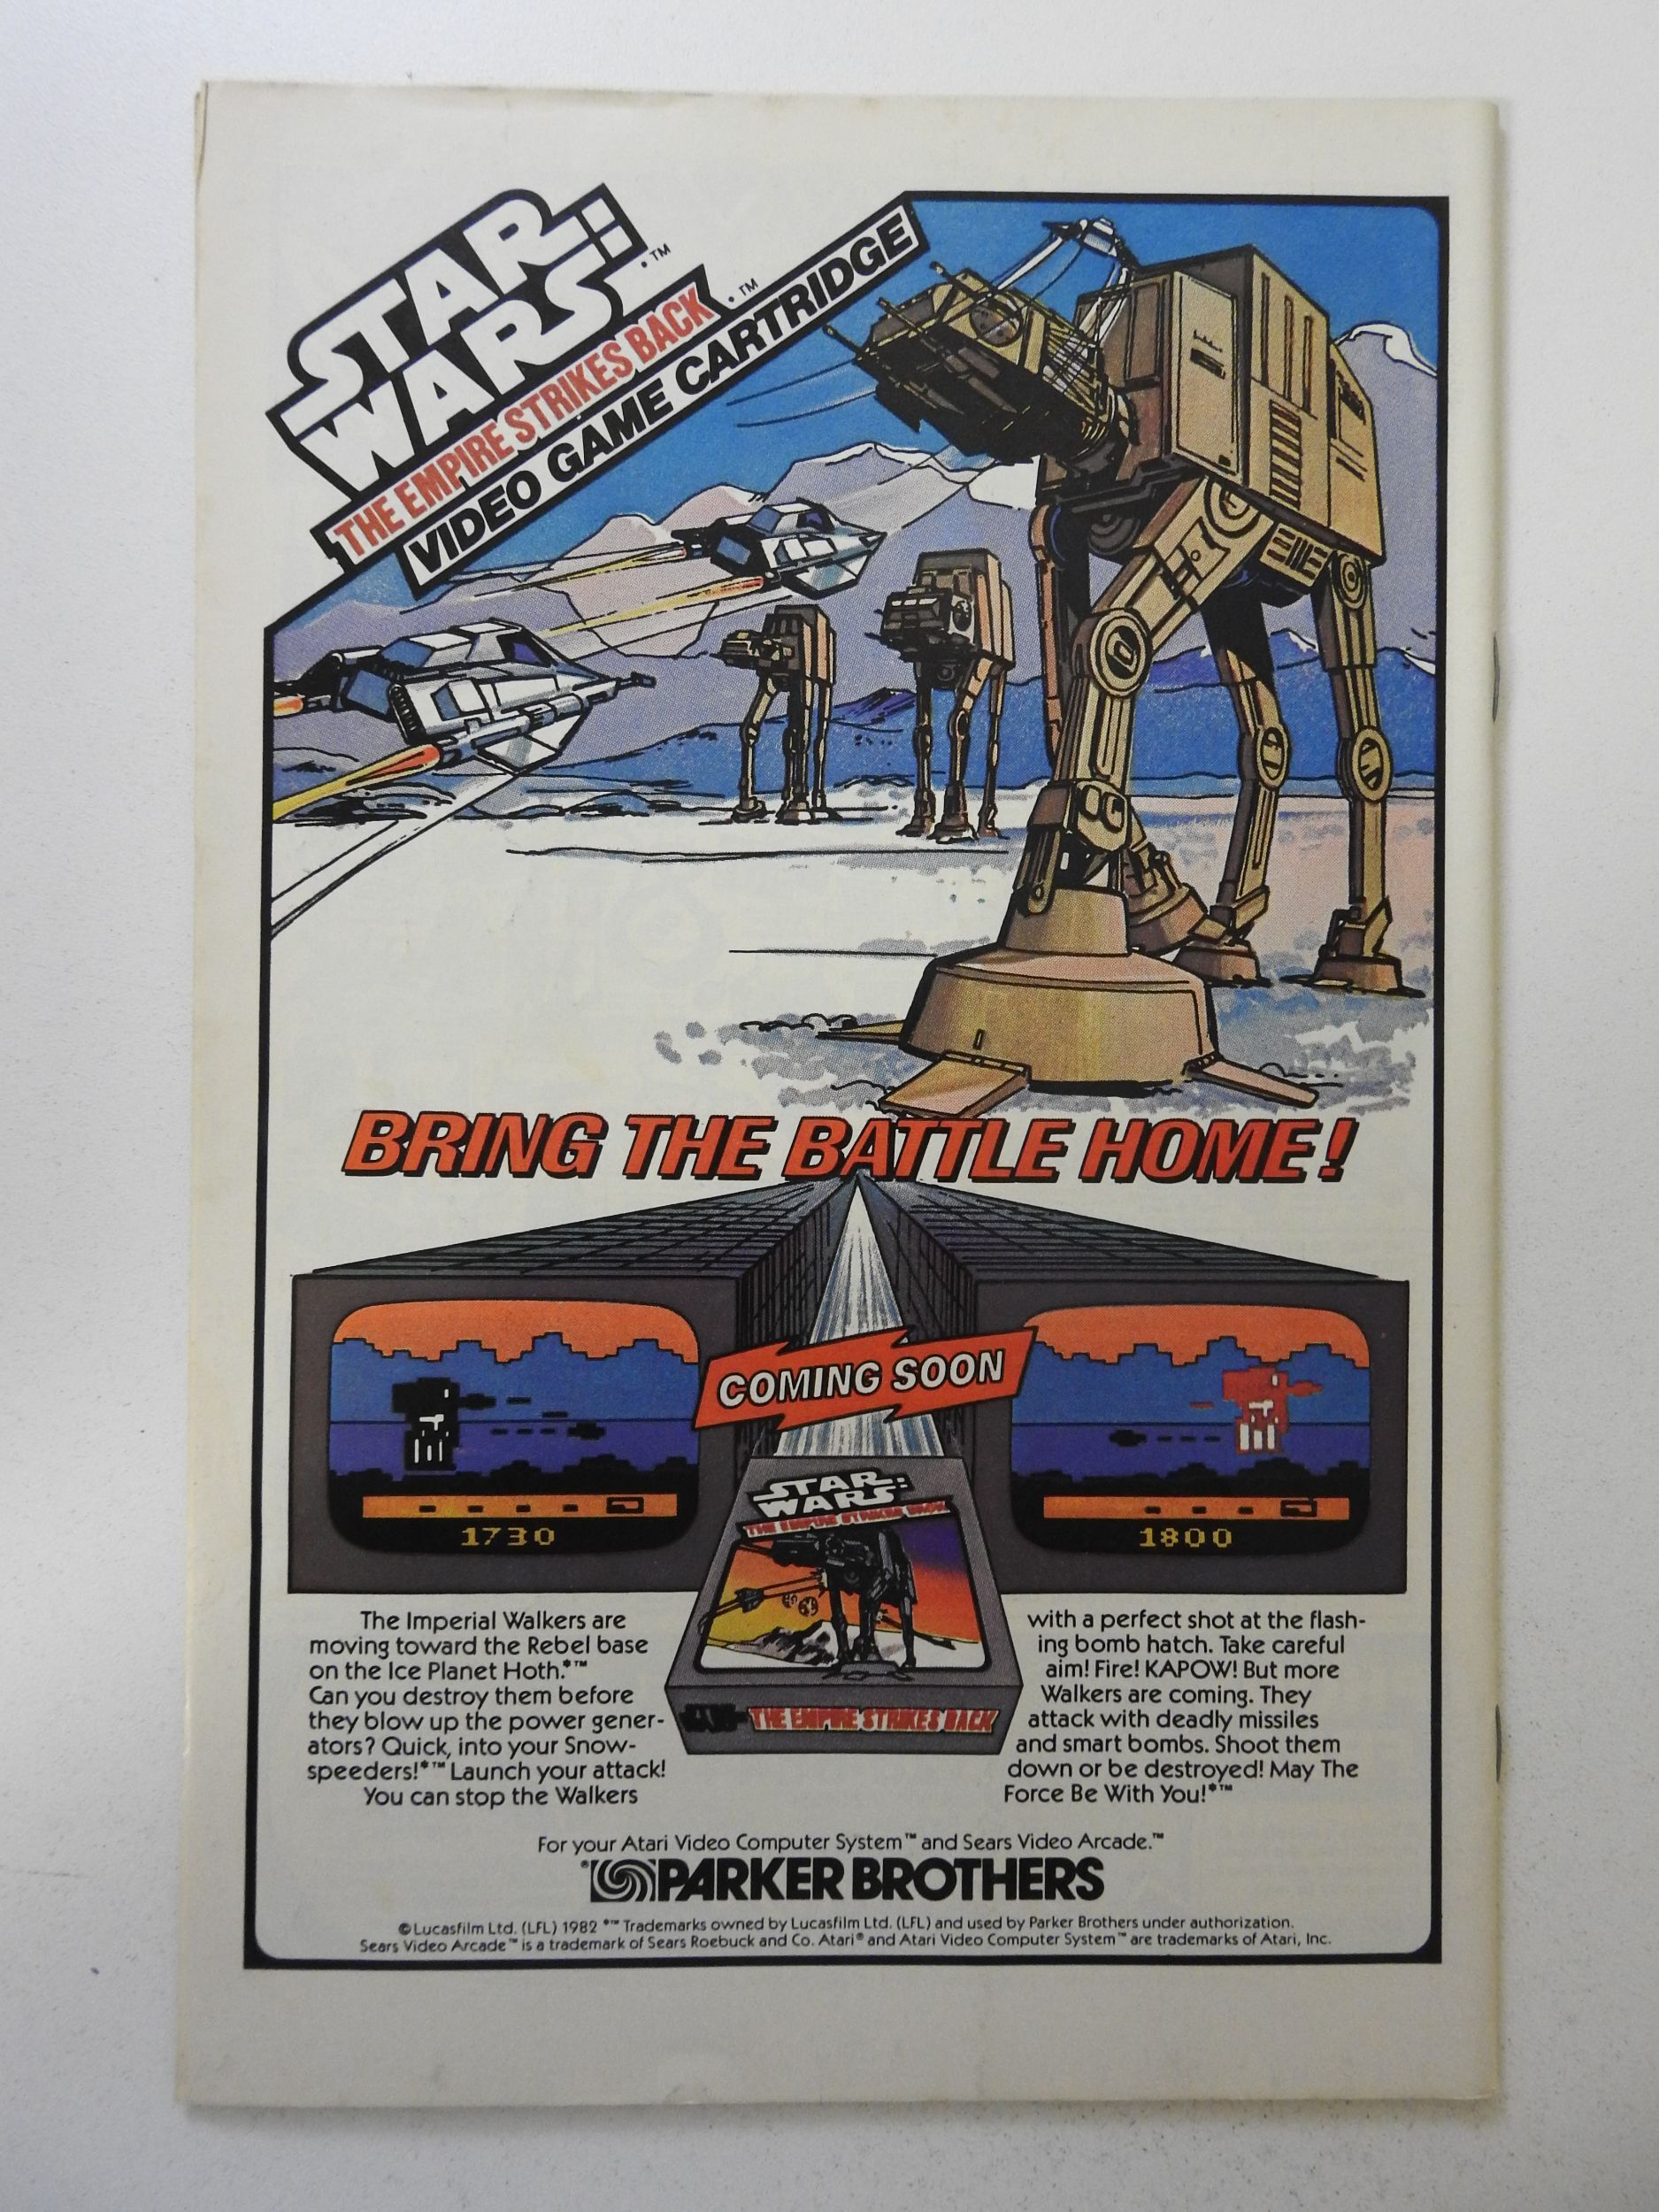 STAR
WARS™
THE EMPIRE STRIKES BACK™
VIDEO GAME CARTRIDGE
BRING THE BATTLE HOME!
COMING SOON
1730
1800
STAR
WARS
THE EMPIRE STRIKES BACK
THE EMPIRE STRIKES BACK
The Imperial Walkers are
moving toward the Rebel base
on the Ice Planet Hoth.*™
Can you destroy them before
they blow up the power gener-
ators? Quick, into your Snow-
speeders!*™ Launch your attack!
You can stop the Walkers
with a perfect shot at the flash-
ing bomb hatch. Take careful
aim! Fire! KAPOW! But more
Walkers are coming. They
attack with deadly missiles
and smart bombs. Shoot them
down or be destroyed! May The
Force Be With You!*™
For your Atari Video Computer System™ and Sears Video Arcade.™
PARKER BROTHERS
© Lucasfilm Ltd. (LFL) 1982 *™ Trademarks owned by Lucasfilm Ltd. (LFL) and used by Parker Brothers under authorization.
Sears Video Arcade™ is a trademark of Sears Roebuck and Co. Atari® and Atari Video Computer System™ are trademarks of Atari, Inc.